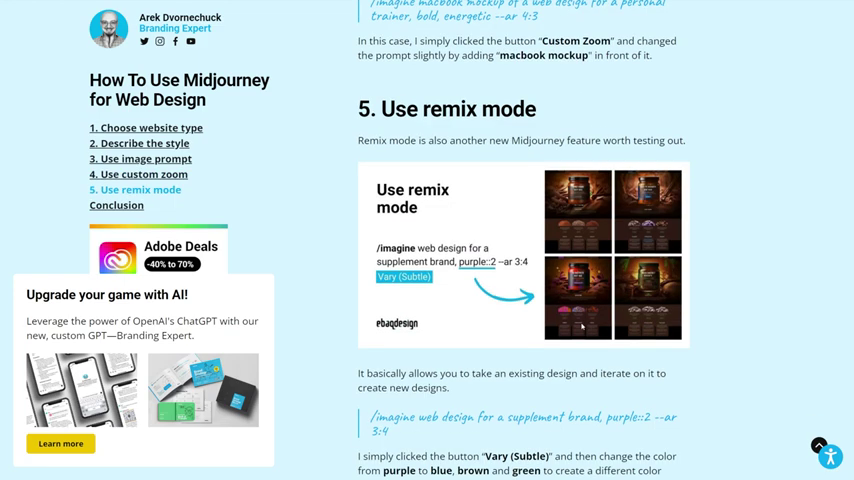 Arek Dvornechuck
Branding Expert
How To Use Midjourney
for Web Design
1. Choose website type
2. Describe the style
3. Use image prompt
4. Use custom zoom
5. Use remix mode
Conclusion
Adobe Deals
-40% to 70%
Upgrade your game with AI!
Leverage the power of OpenAI's ChatGPT with our
new, custom GPT—Branding Expert.
Learn more
/imagine macbook mockup of a web design for a personal
trainer, bold, energetic --ar 4:3
In this case, I simply clicked the button "Custom Zoom" and changed
the prompt slightly by adding "macbook mockup" in front of it.
5. Use remix mode
Remix mode is also another new Midjourney feature worth testing out.
Use remix
mode
/imagine web design for a
supplement brand, purple::2 –ar 3:4
Vary (Subtle)
ebaqdesign
It basically allows you to take an existing design and iterate on it to
create new designs.
/imagine web design for a supplement brand, purple::2 --ar
3:4
I simply clicked the button "Vary (Subtle)" and then change the color
from purple to blue, brown and green to create a different color